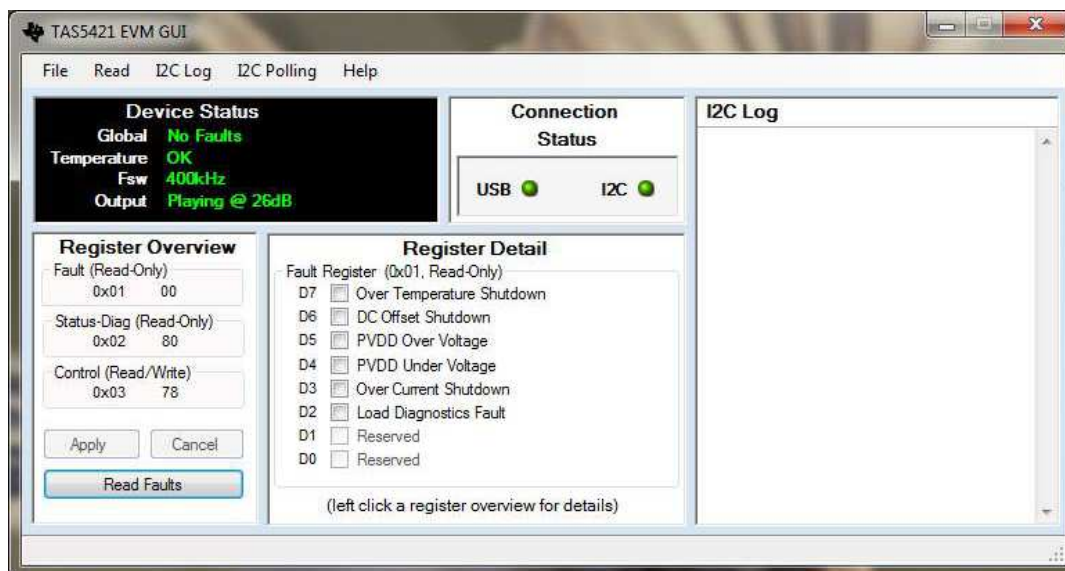 TAS5421 EVM GUI
File Read I2C Log I2C Polling Help
Device Status
Global No Faults
Temperature OK
Fsw 400kHz
Output Playing @ 26dB
Connection
Status
USB I2C
I2C Log
Register Overview
Fault (Read-Only)
0x01 00
Status-Diag (Read-Only)
0x02 80
Control (Read/Write)
0x03 78
Apply Cancel
Read Faults
Register Detail
Fault Register (0x01, Read-Only)
D7 Over Temperature Shutdown
D6 DC Offset Shutdown
D5 PVDD Over Voltage
D4 PVDD Under Voltage
D3 Over Current Shutdown
D2 Load Diagnostics Fault
D1 Reserved
D0 Reserved
(left click a register overview for details)